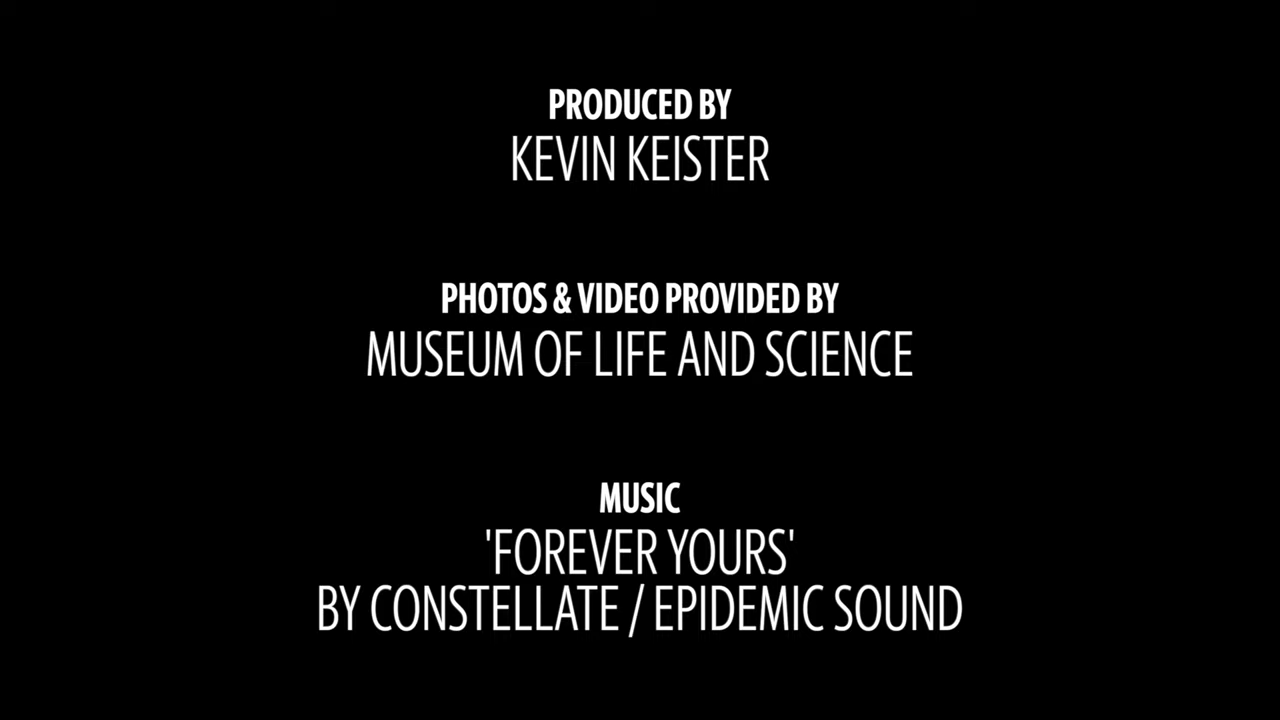 PRODUCED BY
KEVIN KEISTER
PHOTOS & VIDEO PROVIDED BY
MUSEUM OF LIFE AND SCIENCE
MUSIC
'FOREVER YOURS'
BY CONSTELLATE / EPIDEMIC SOUND